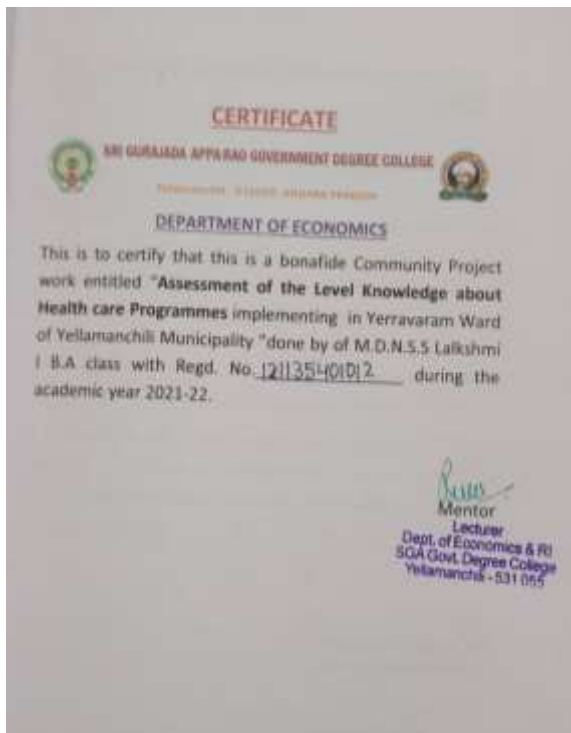 CERTIFICATE
SRI GURAJADA APPA RAO GOVERNMENT DEGREE COLLEGE
DEPARTMENT OF ECONOMICS
This is to certify that this is a bonafide Community Project
work entitled "Assessment of the Level Knowledge about
Health care Programmes implementing in Yerravaram Ward
of Yellamanchili Municipality "done by of M.D.N.S.S Lalkshmi
I B.A class with Regd. No. 121135401012 during the
academic year 2021-22.
Mentor
Lecturer
Dept. of Economics & RI
SGA Govt. Degree College
Yellamanchili - 531 055